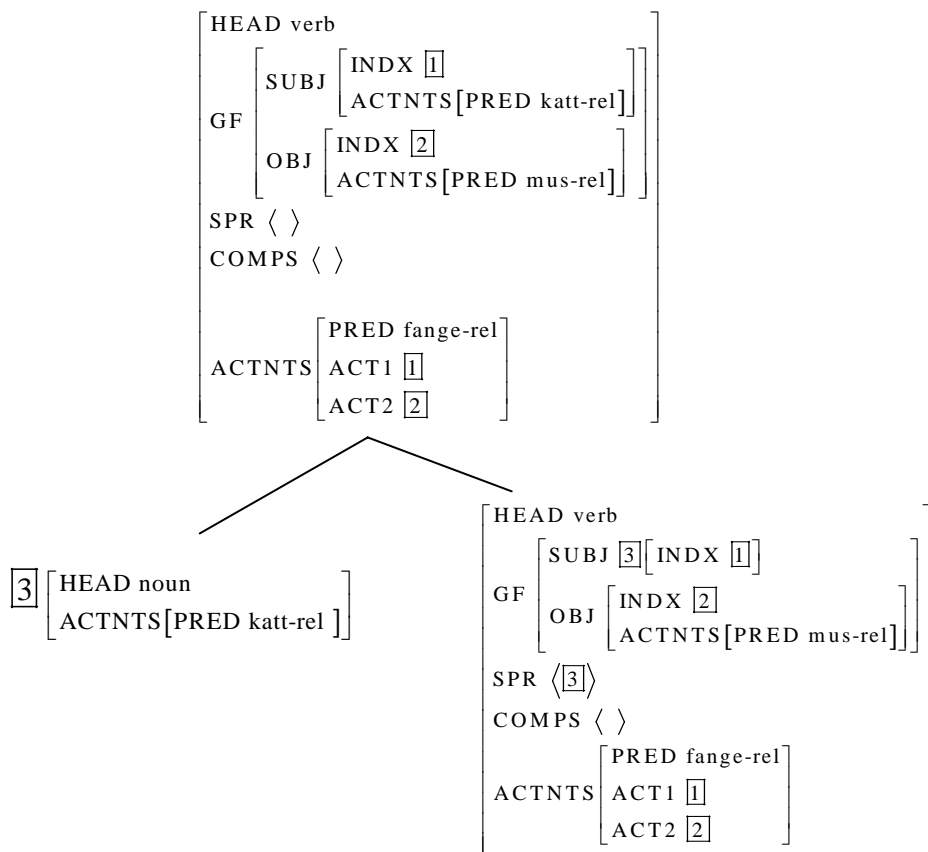 HEAD verb
GF [SUBJ [INDX 1
ACTNTS[PRED katt-rel]]
OBJ [INDX 2
ACTNTS[PRED mus-rel]]]
SPR ⟨ ⟩
COMPS ⟨ ⟩
ACTNTS [PRED fange-rel
ACT1 1
ACT2 2]
3 [HEAD noun
ACTNTS[PRED katt-rel ]]
HEAD verb
GF [SUBJ 3[INDX 1]
OBJ [INDX 2
ACTNTS[PRED mus-rel]]]
SPR ⟨3⟩
COMPS ⟨ ⟩
ACTNTS [PRED fange-rel
ACT1 1
ACT2 2]